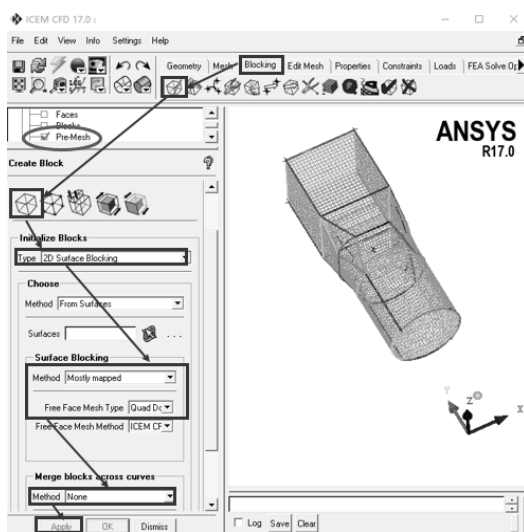 ICEM CFD 17.0 :
File Edit View Info Settings Help
Geometry Mesh Blocking Edit Mesh Properties Constraints Loads FEA Solve Op
Faces
Blocks
Pre-Mesh
Create Block
Initialize Blocks
Type 2D Surface Blocking
Choose
Method From Surfaces
Surfaces ...
Surface Blocking
Method Mostly mapped
Free Face Mesh Type Quad Dc
Free Face Mesh Method ICEM CF
Merge blocks across curves
Method None
Apply OK Dismiss
ANSYS
R17.0
Y
Z
X
Log Save Clear